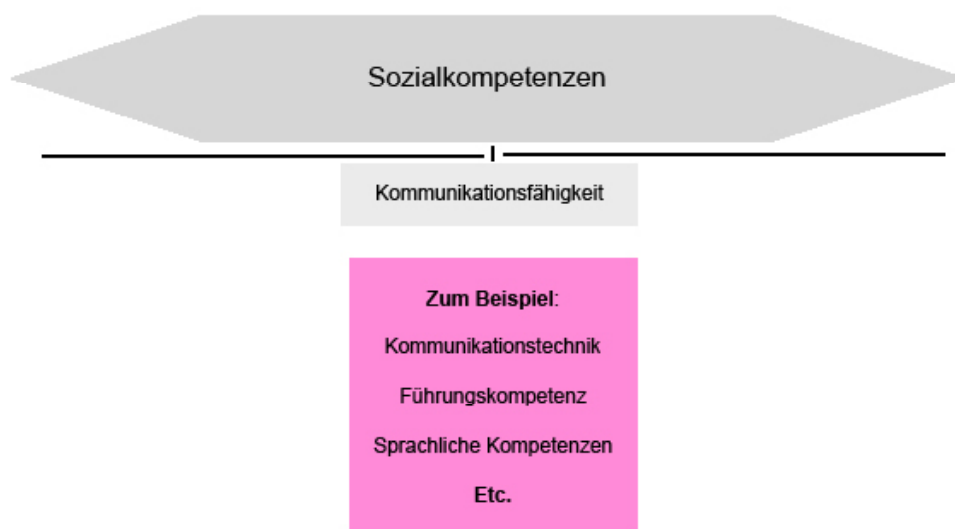 Sozialkompetenzen
Kommunikationsfähigkeit
Zum Beispiel:
Kommunikationstechnik
Führungskompetenz
Sprachliche Kompetenzen
Etc.